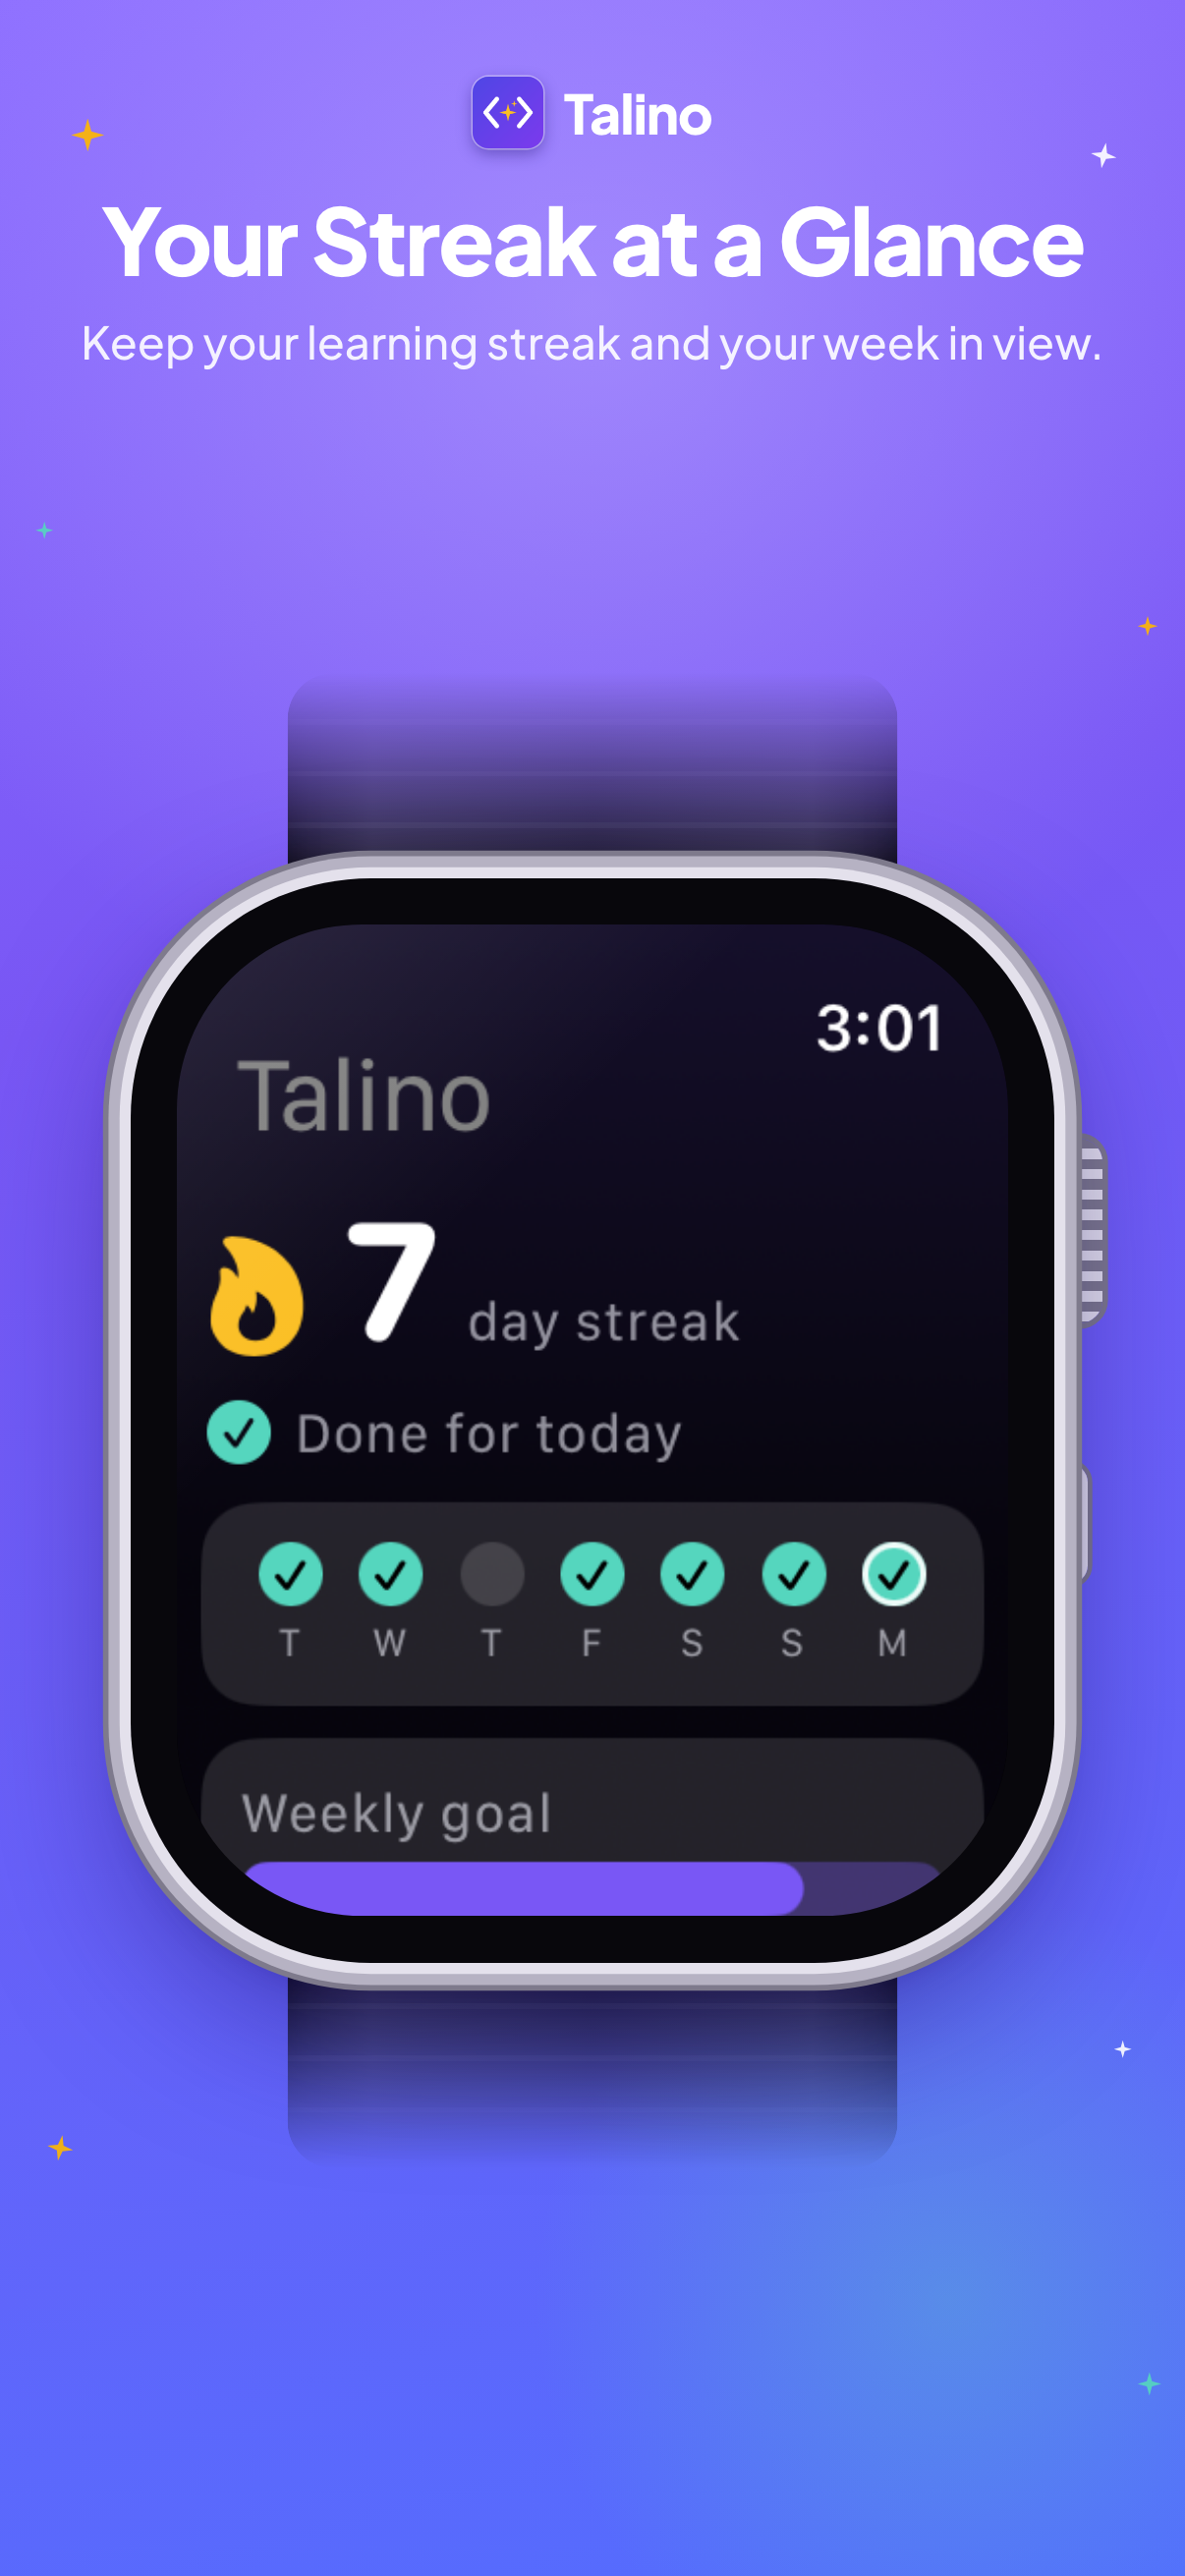 Talino
Your Streak at a Glance
Keep your learning streak and your week in view.
3:01
Talino
7 day streak
Done for today
T W T F S S M
Weekly goal